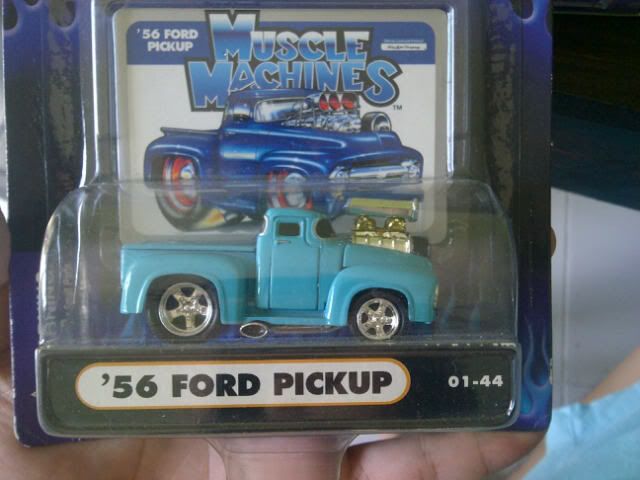 '56 FORD
PICKUP
MUSCLE
MACHINES
TM
'56 FORD PICKUP
01-44